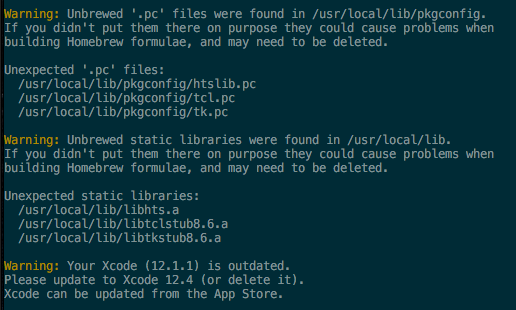 Warning: Unbrewed '.pc' files were found in /usr/local/lib/pkgconfig.
If you didn't put them there on purpose they could cause problems when
building Homebrew formulae, and may need to be deleted.
Unexpected '.pc' files:
/usr/local/lib/pkgconfig/htslib.pc
/usr/local/lib/pkgconfig/tcl.pc
/usr/local/lib/pkgconfig/tk.pc
Warning: Unbrewed static libraries were found in /usr/local/lib.
If you didn't put them there on purpose they could cause problems when
building Homebrew formulae, and may need to be deleted.
Unexpected static libraries:
/usr/local/lib/libhts.a
/usr/local/lib/libtclstub8.6.a
/usr/local/lib/libtkstub8.6.a
Warning: Your Xcode (12.1.1) is outdated.
Please update to Xcode 12.4 (or delete it).
Xcode can be updated from the App Store.